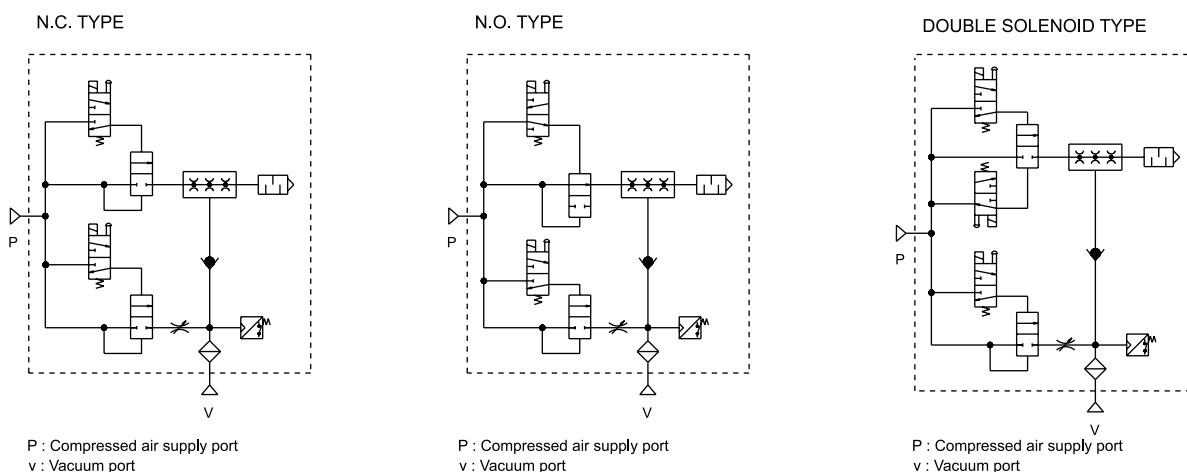 N.C. TYPE
N.O. TYPE
DOUBLE SOLENOID TYPE
P
P
P
V
V
V
P : Compressed air supply port
v : Vacuum port
P : Compressed air supply port
v : Vacuum port
P : Compressed air supply port
v : Vacuum port